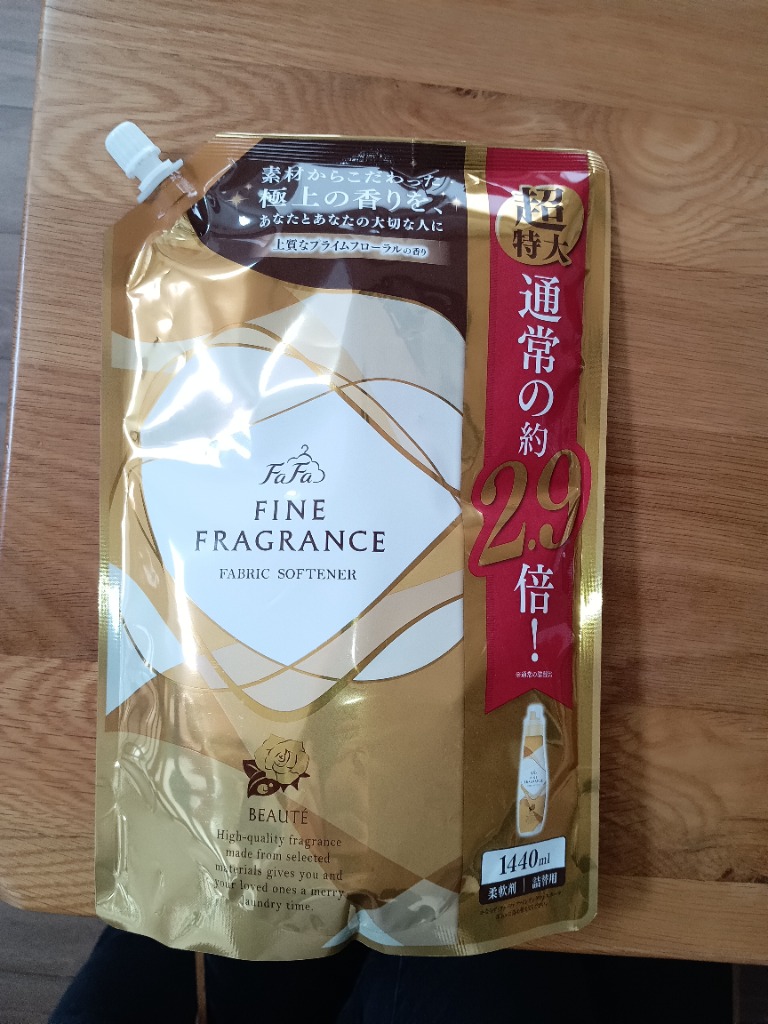 素材からこだわった
極上の香りを、
あなたとあなたの大切な人に
上質なプライムフローラルの香り
超
特大
通常の約
2.9
倍!
FaFa
FINE
FRAGRANCE
FABRIC SOFTENER
BEAUTÉ
High-quality fragrance
made from selected
materials gives you and
your loved ones a merry
laundry time.
FINE
FRAGRANCE
1440ml
柔軟剤 詰替用